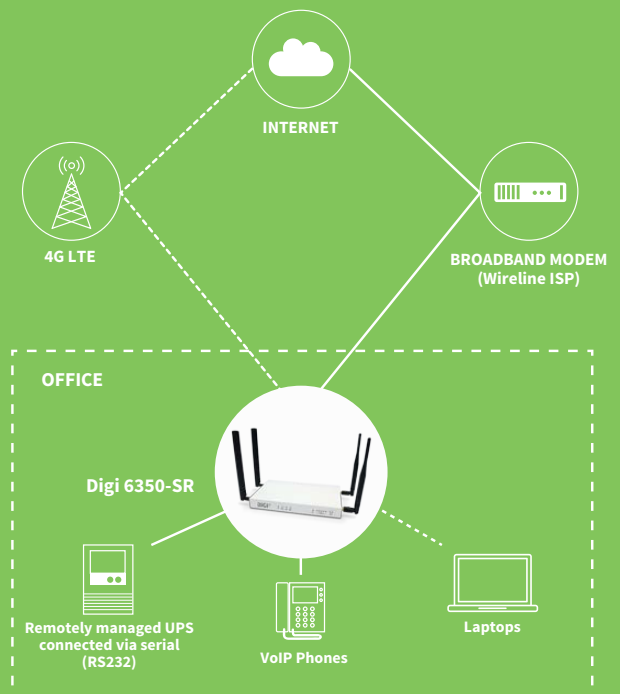 INTERNET
4G LTE
BROADBAND MODEM
(Wireline ISP)
OFFICE
Digi 6350-SR
DIGI
Remotely managed UPS
connected via serial
(RS232)
VoIP Phones
Laptops